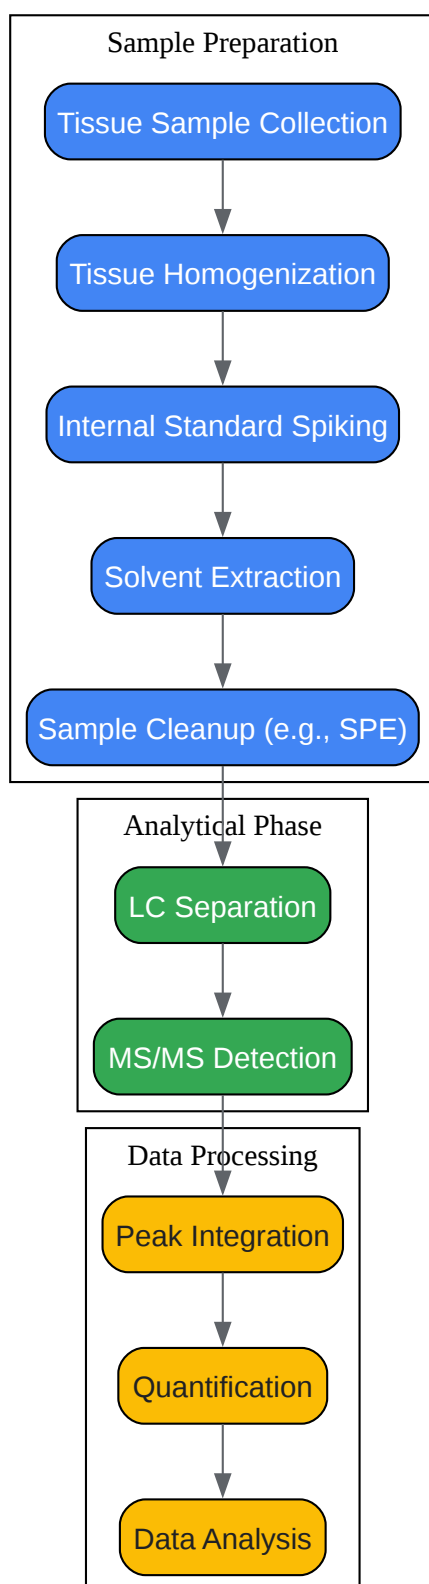 Sample Preparation
Tissue Sample Collection
Tissue Homogenization
Internal Standard Spiking
Solvent Extraction
Sample Cleanup (e.g., SPE)
Analytical Phase
LC Separation
MS/MS Detection
Data Processing
Peak Integration
Quantification
Data Analysis